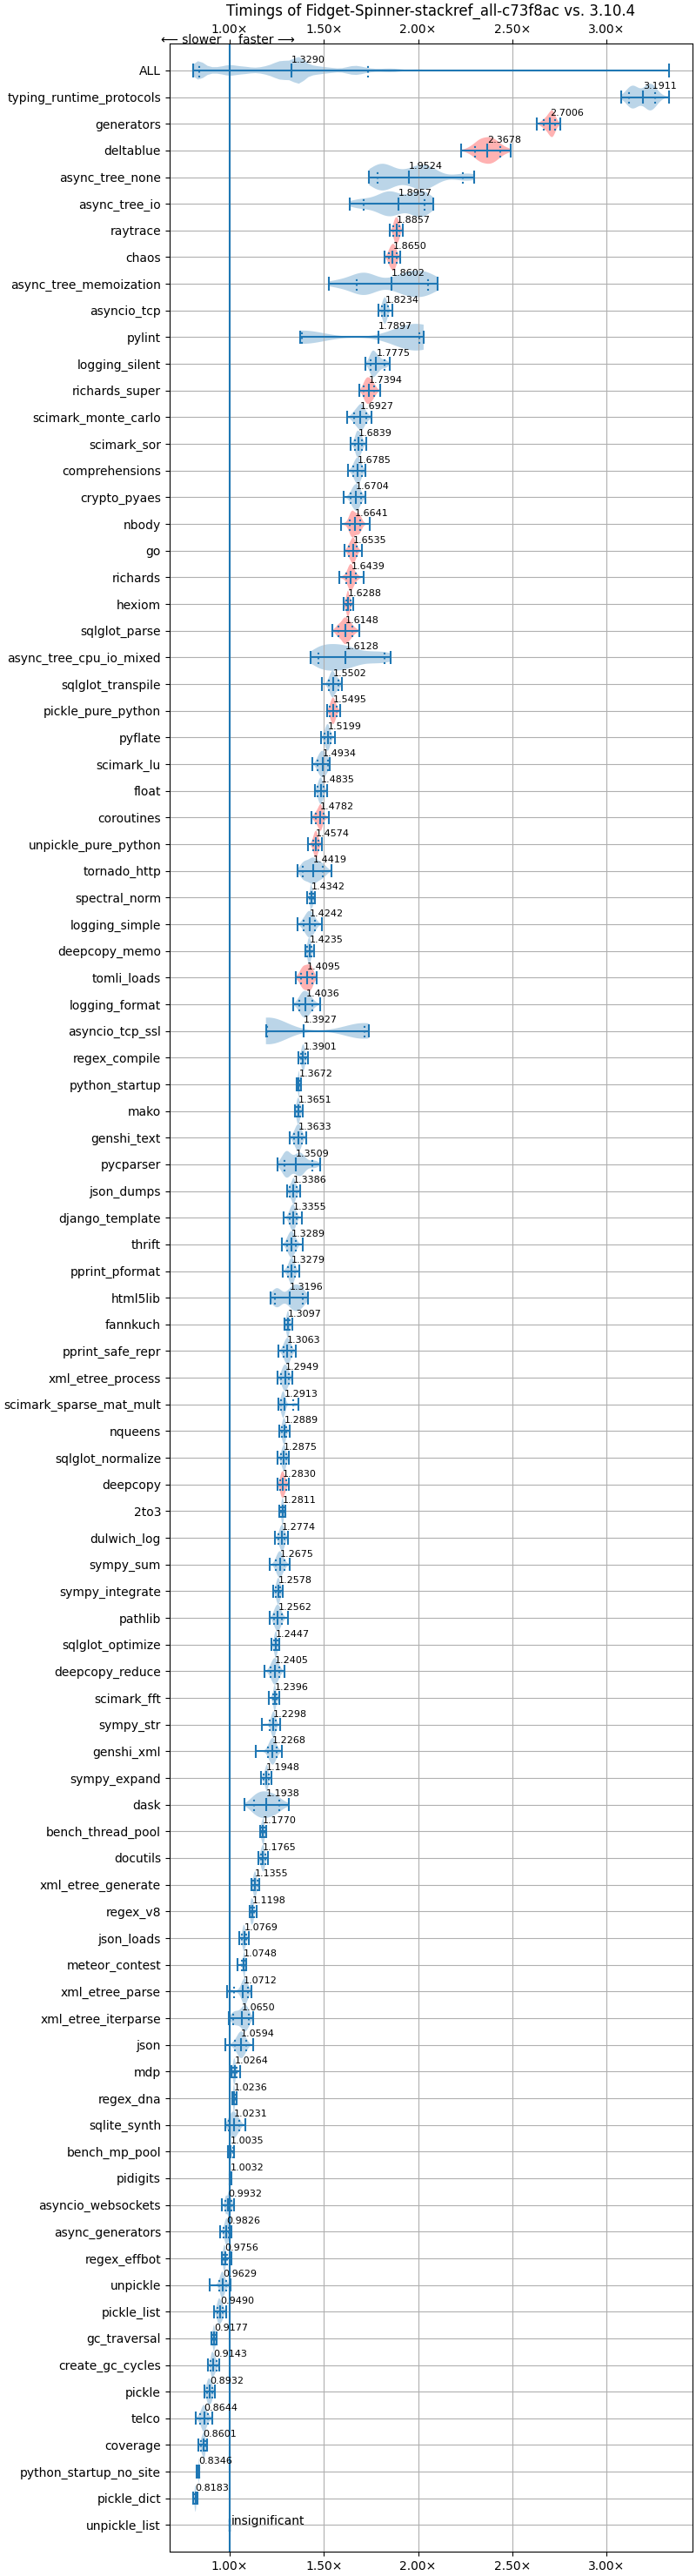 Timings of Fidget-Spinner-stackref_all-c73f8ac vs. 3.10.4
1.00× 1.50× 2.00× 2.50× 3.00×
⟵ slower faster ⟶
ALL 1.3290
typing_runtime_protocols 3.1911
generators 2.7006
deltablue 2.3678
async_tree_none 1.9524
async_tree_io 1.8957
raytrace 1.8857
chaos 1.8650
async_tree_memoization 1.8602
asyncio_tcp 1.8234
pylint 1.7897
logging_silent 1.7775
richards_super 1.7394
scimark_monte_carlo 1.6927
scimark_sor 1.6839
comprehensions 1.6785
crypto_pyaes 1.6704
nbody 1.6641
go 1.6535
richards 1.6439
hexiom 1.6288
sqlglot_parse 1.6148
async_tree_cpu_io_mixed 1.6128
sqlglot_transpile 1.5502
pickle_pure_python 1.5495
pyflate 1.5199
scimark_lu 1.4934
float 1.4835
coroutines 1.4782
unpickle_pure_python 1.4574
tornado_http 1.4419
spectral_norm 1.4342
logging_simple 1.4242
deepcopy_memo 1.4235
tomli_loads 1.4095
logging_format 1.4036
asyncio_tcp_ssl 1.3927
regex_compile 1.3901
python_startup 1.3672
mako 1.3651
genshi_text 1.3633
pycparser 1.3509
json_dumps 1.3386
django_template 1.3355
thrift 1.3289
pprint_pformat 1.3279
html5lib 1.3196
fannkuch 1.3097
pprint_safe_repr 1.3063
xml_etree_process 1.2949
scimark_sparse_mat_mult 1.2913
nqueens 1.2889
sqlglot_normalize 1.2875
deepcopy 1.2830
2to3 1.2811
dulwich_log 1.2774
sympy_sum 1.2675
sympy_integrate 1.2578
pathlib 1.2562
sqlglot_optimize 1.2447
deepcopy_reduce 1.2405
scimark_fft 1.2396
sympy_str 1.2298
genshi_xml 1.2268
sympy_expand 1.1948
dask 1.1938
bench_thread_pool 1.1770
docutils 1.1765
xml_etree_generate 1.1355
regex_v8 1.1198
json_loads 1.0769
meteor_contest 1.0748
xml_etree_parse 1.0712
xml_etree_iterparse 1.0650
json 1.0594
mdp 1.0264
regex_dna 1.0236
sqlite_synth 1.0231
bench_mp_pool 1.0035
pidigits 1.0032
asyncio_websockets 0.9932
async_generators 0.9826
regex_effbot 0.9756
unpickle 0.9629
pickle_list 0.9490
gc_traversal 0.9177
create_gc_cycles 0.9143
pickle 0.8932
telco 0.8644
coverage 0.8601
python_startup_no_site 0.8346
pickle_dict 0.8183
unpickle_list insignificant
1.00× 1.50× 2.00× 2.50× 3.00×